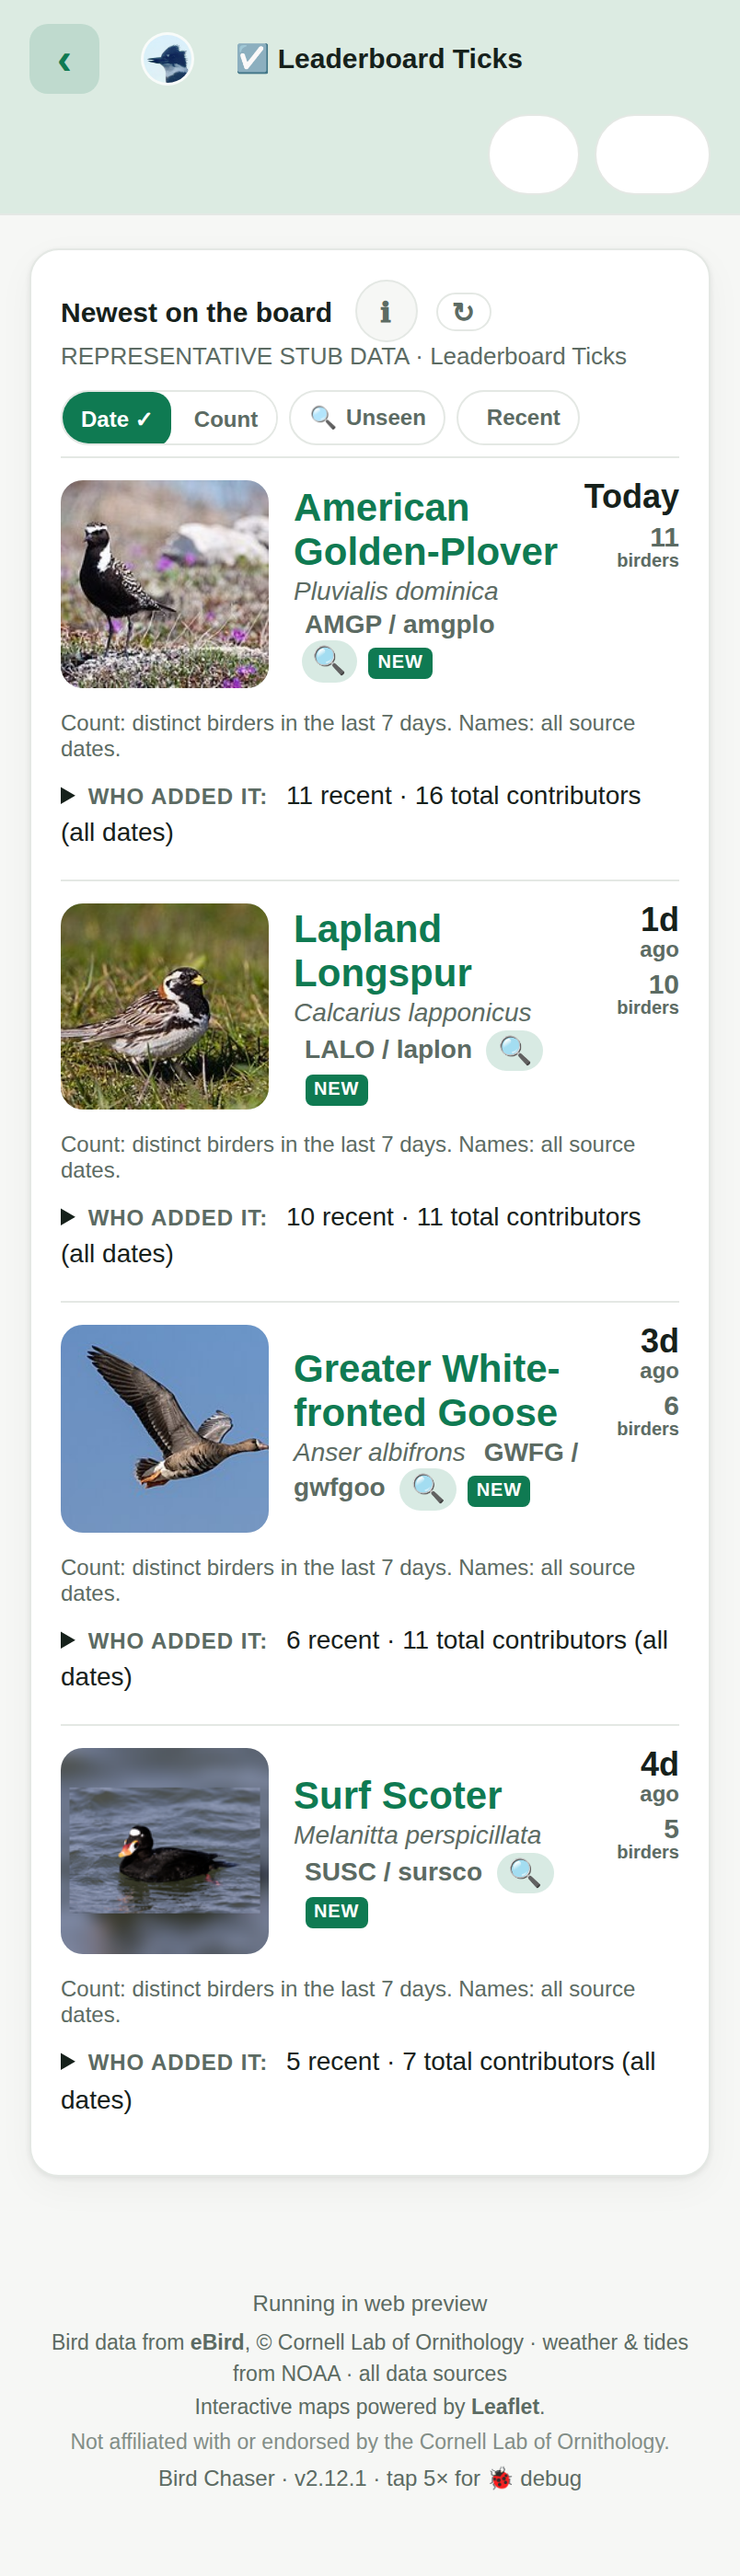 ‹ ☑️ Leaderboard Ticks
Newest on the board ℹ ↻
REPRESENTATIVE STUB DATA · Leaderboard Ticks
Date ✓ Count 🔍 Unseen Recent
American
Golden-Plover
Pluvialis dominica
AMGP / amgplo
🔍 NEW
Today
11
birders
Count: distinct birders in the last 7 days. Names: all source
dates.
▶ WHO ADDED IT: 11 recent · 16 total contributors
(all dates)
Lapland
Longspur
Calcarius lapponicus
LALO / laplon 🔍
NEW
1d
ago
10
birders
Count: distinct birders in the last 7 days. Names: all source
dates.
▶ WHO ADDED IT: 10 recent · 11 total contributors
(all dates)
Greater White-
fronted Goose
Anser albifrons GWFG /
gwfgoo 🔍 NEW
3d
ago
6
birders
Count: distinct birders in the last 7 days. Names: all source
dates.
▶ WHO ADDED IT: 6 recent · 11 total contributors (all
dates)
Surf Scoter
Melanitta perspicillata
SUSC / sursco 🔍
NEW
4d
ago
5
birders
Count: distinct birders in the last 7 days. Names: all source
dates.
▶ WHO ADDED IT: 5 recent · 7 total contributors (all
dates)
Running in web preview
Bird data from eBird, © Cornell Lab of Ornithology · weather & tides
from NOAA · all data sources
Interactive maps powered by Leaflet.
Not affiliated with or endorsed by the Cornell Lab of Ornithology.
Bird Chaser · v2.12.1 · tap 5× for 🐞 debug